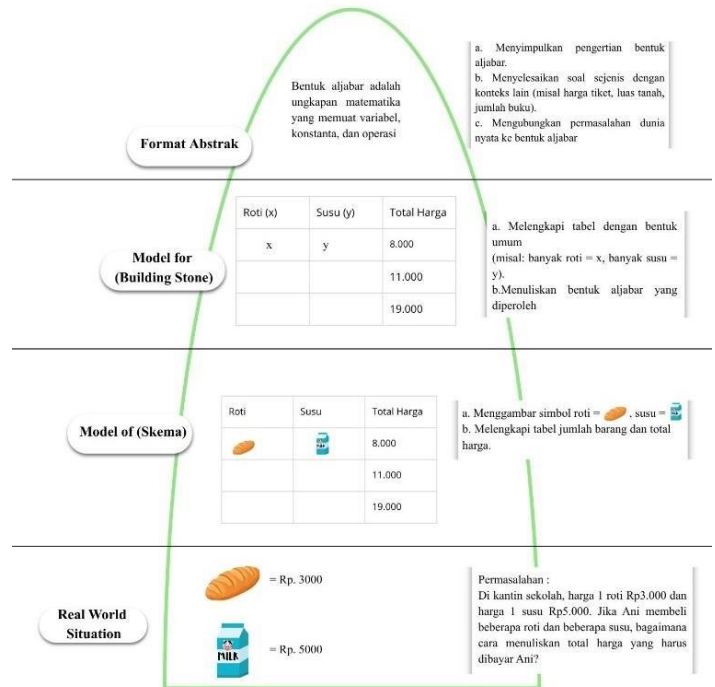 Bentuk aljabar adalah
ungkapan matematika
yang memuat variabel,
konstanta, dan operasi
a. Menyimpulkan pengertian bentuk
aljabar.
b. Menyelesaikan soal sejenis dengan
konteks lain (misal harga tiket, luas tanah,
jumlah buku).
c. Mengubungkan permasalahan dunia
nyata ke bentuk aljabar
Format Abstrak
Roti (x) Susu (y) Total Harga
x y 8.000
11.000
19.000
Model for
(Building Stone)
a. Melengkapi tabel dengan bentuk
umum
(misal: banyak roti = x, banyak susu =
y).
b.Menuliskan bentuk aljabar yang
diperoleh
Model of (Skema)
Roti Susu Total Harga
8.000
11.000
19.000
a. Menggambar simbol roti = , susu =
b. Melengkapi tabel jumlah barang dan total
harga.
Real World
Situation
= Rp. 3000
MILK
= Rp. 5000
Permasalahan :
Di kantin sekolah, harga 1 roti Rp3.000 dan
harga 1 susu Rp5.000. Jika Ani membeli
beberapa roti dan beberapa susu, bagaimana
cara menuliskan total harga yang harus
dibayar Ani?